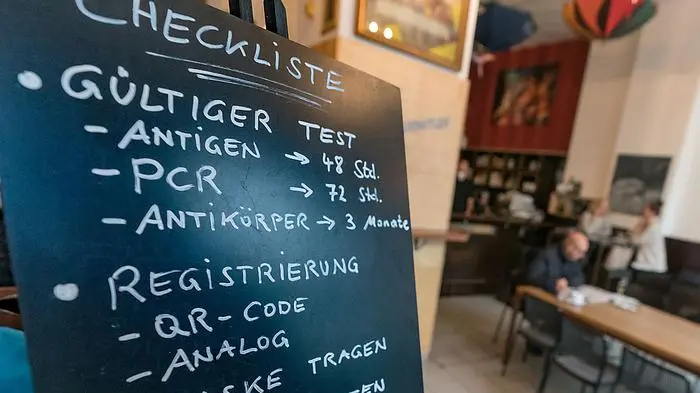 CHECKLISTE
• GÜLTIGER TEST
- ANTIGEN → 48 Std.
- PCR → 72 Std.
- ANTIKÖRPER → 3 Monate
• REGISTRIERUNG
- QR-CODE
- ANALOG
TRAGEN